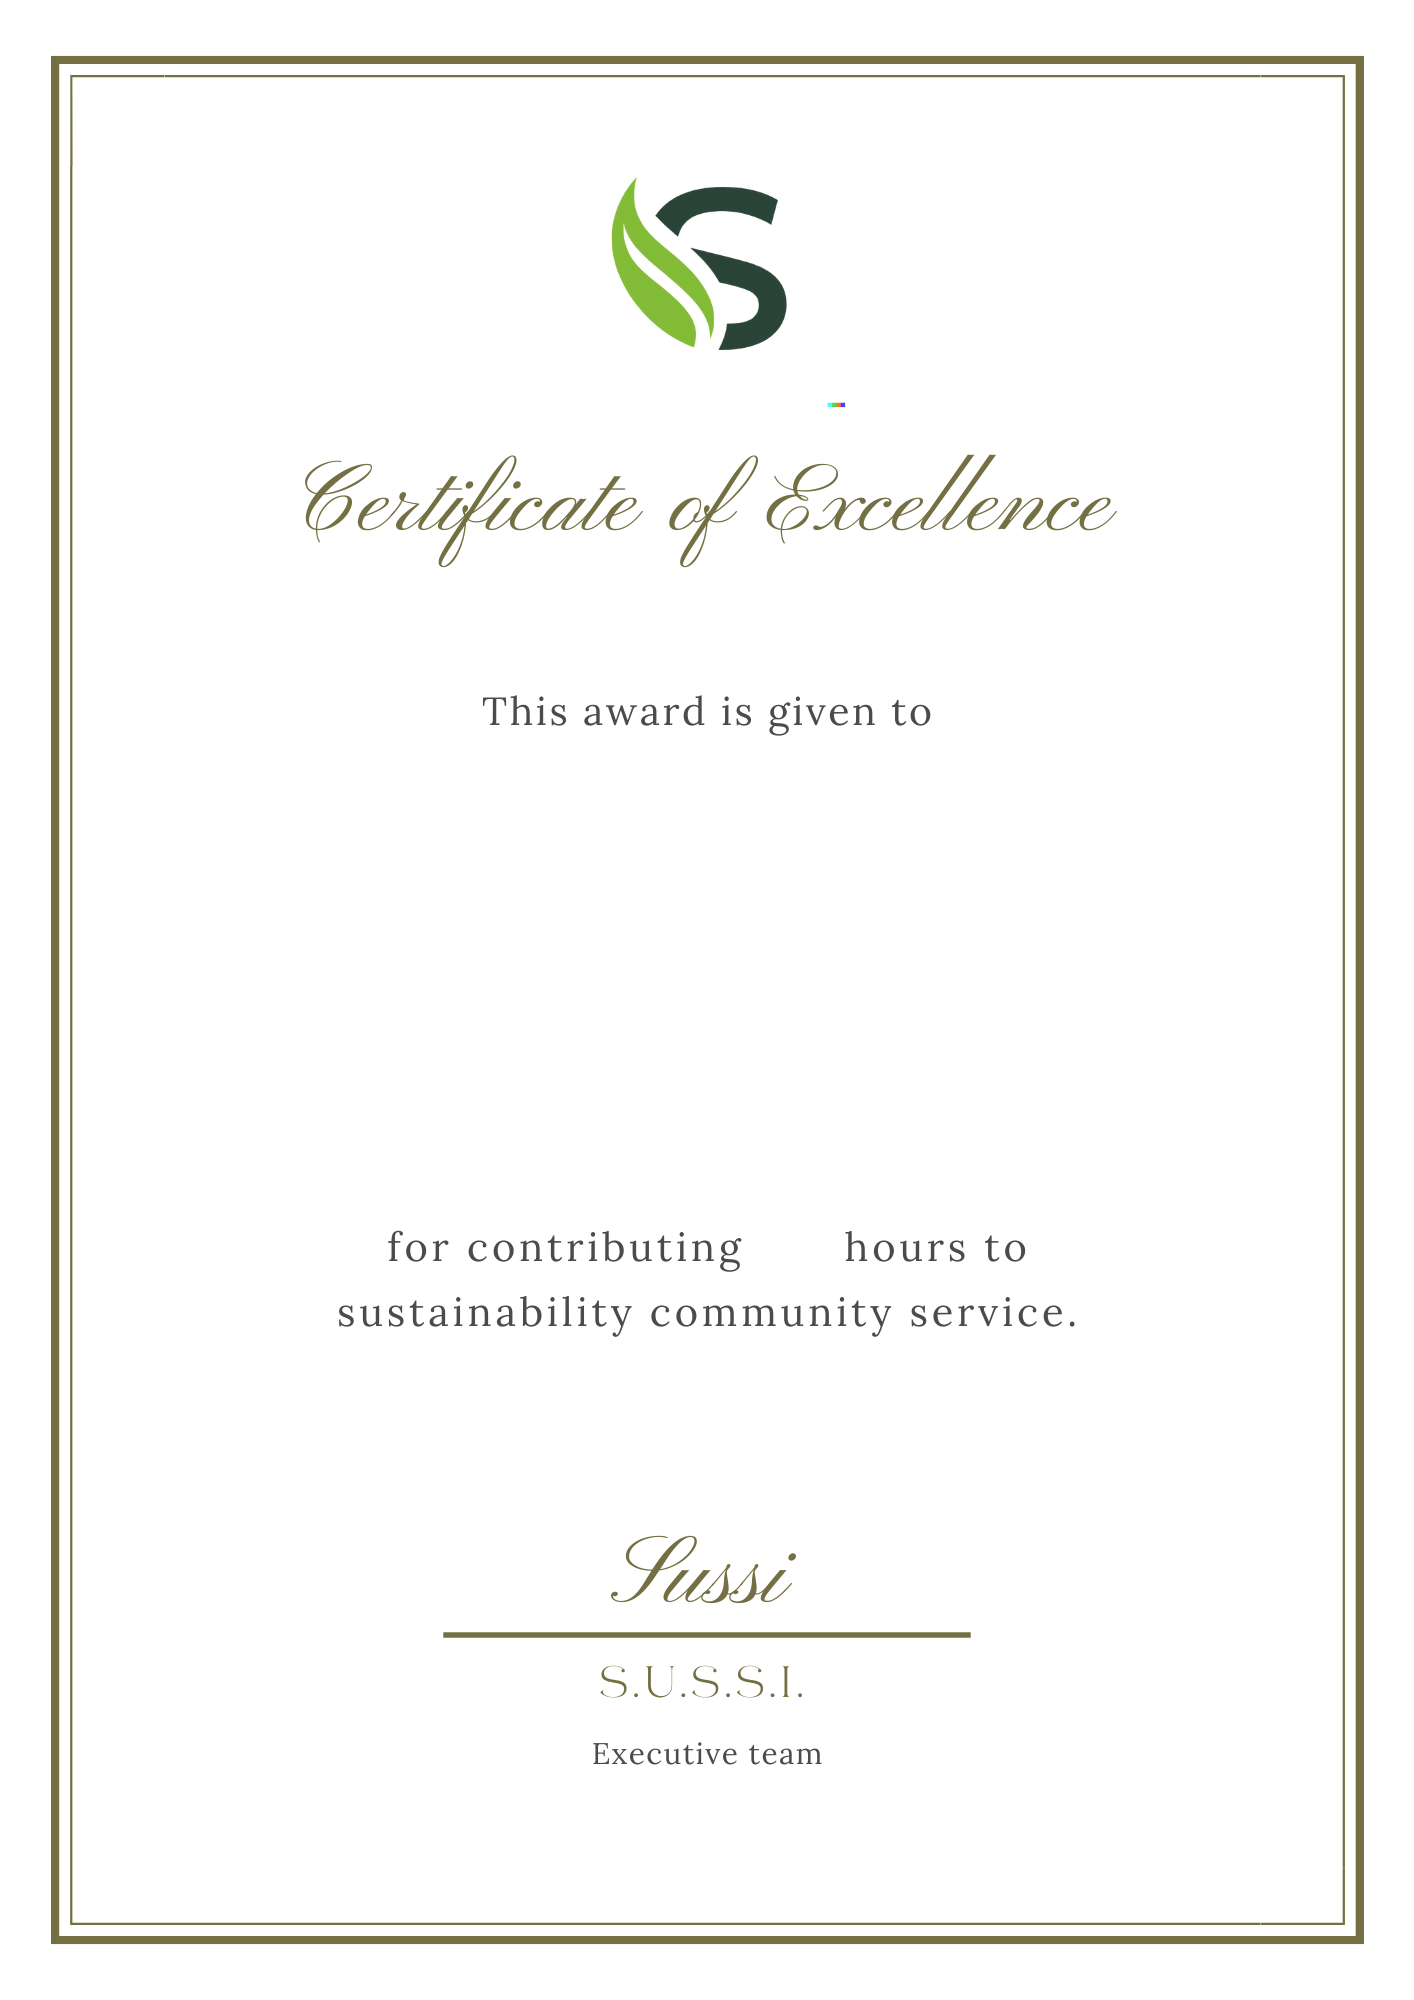 Certificate of Excellence
This award is given to
for contributing hours to
sustainability community service.
Sussi
S.U.S.S.I.
Executive team